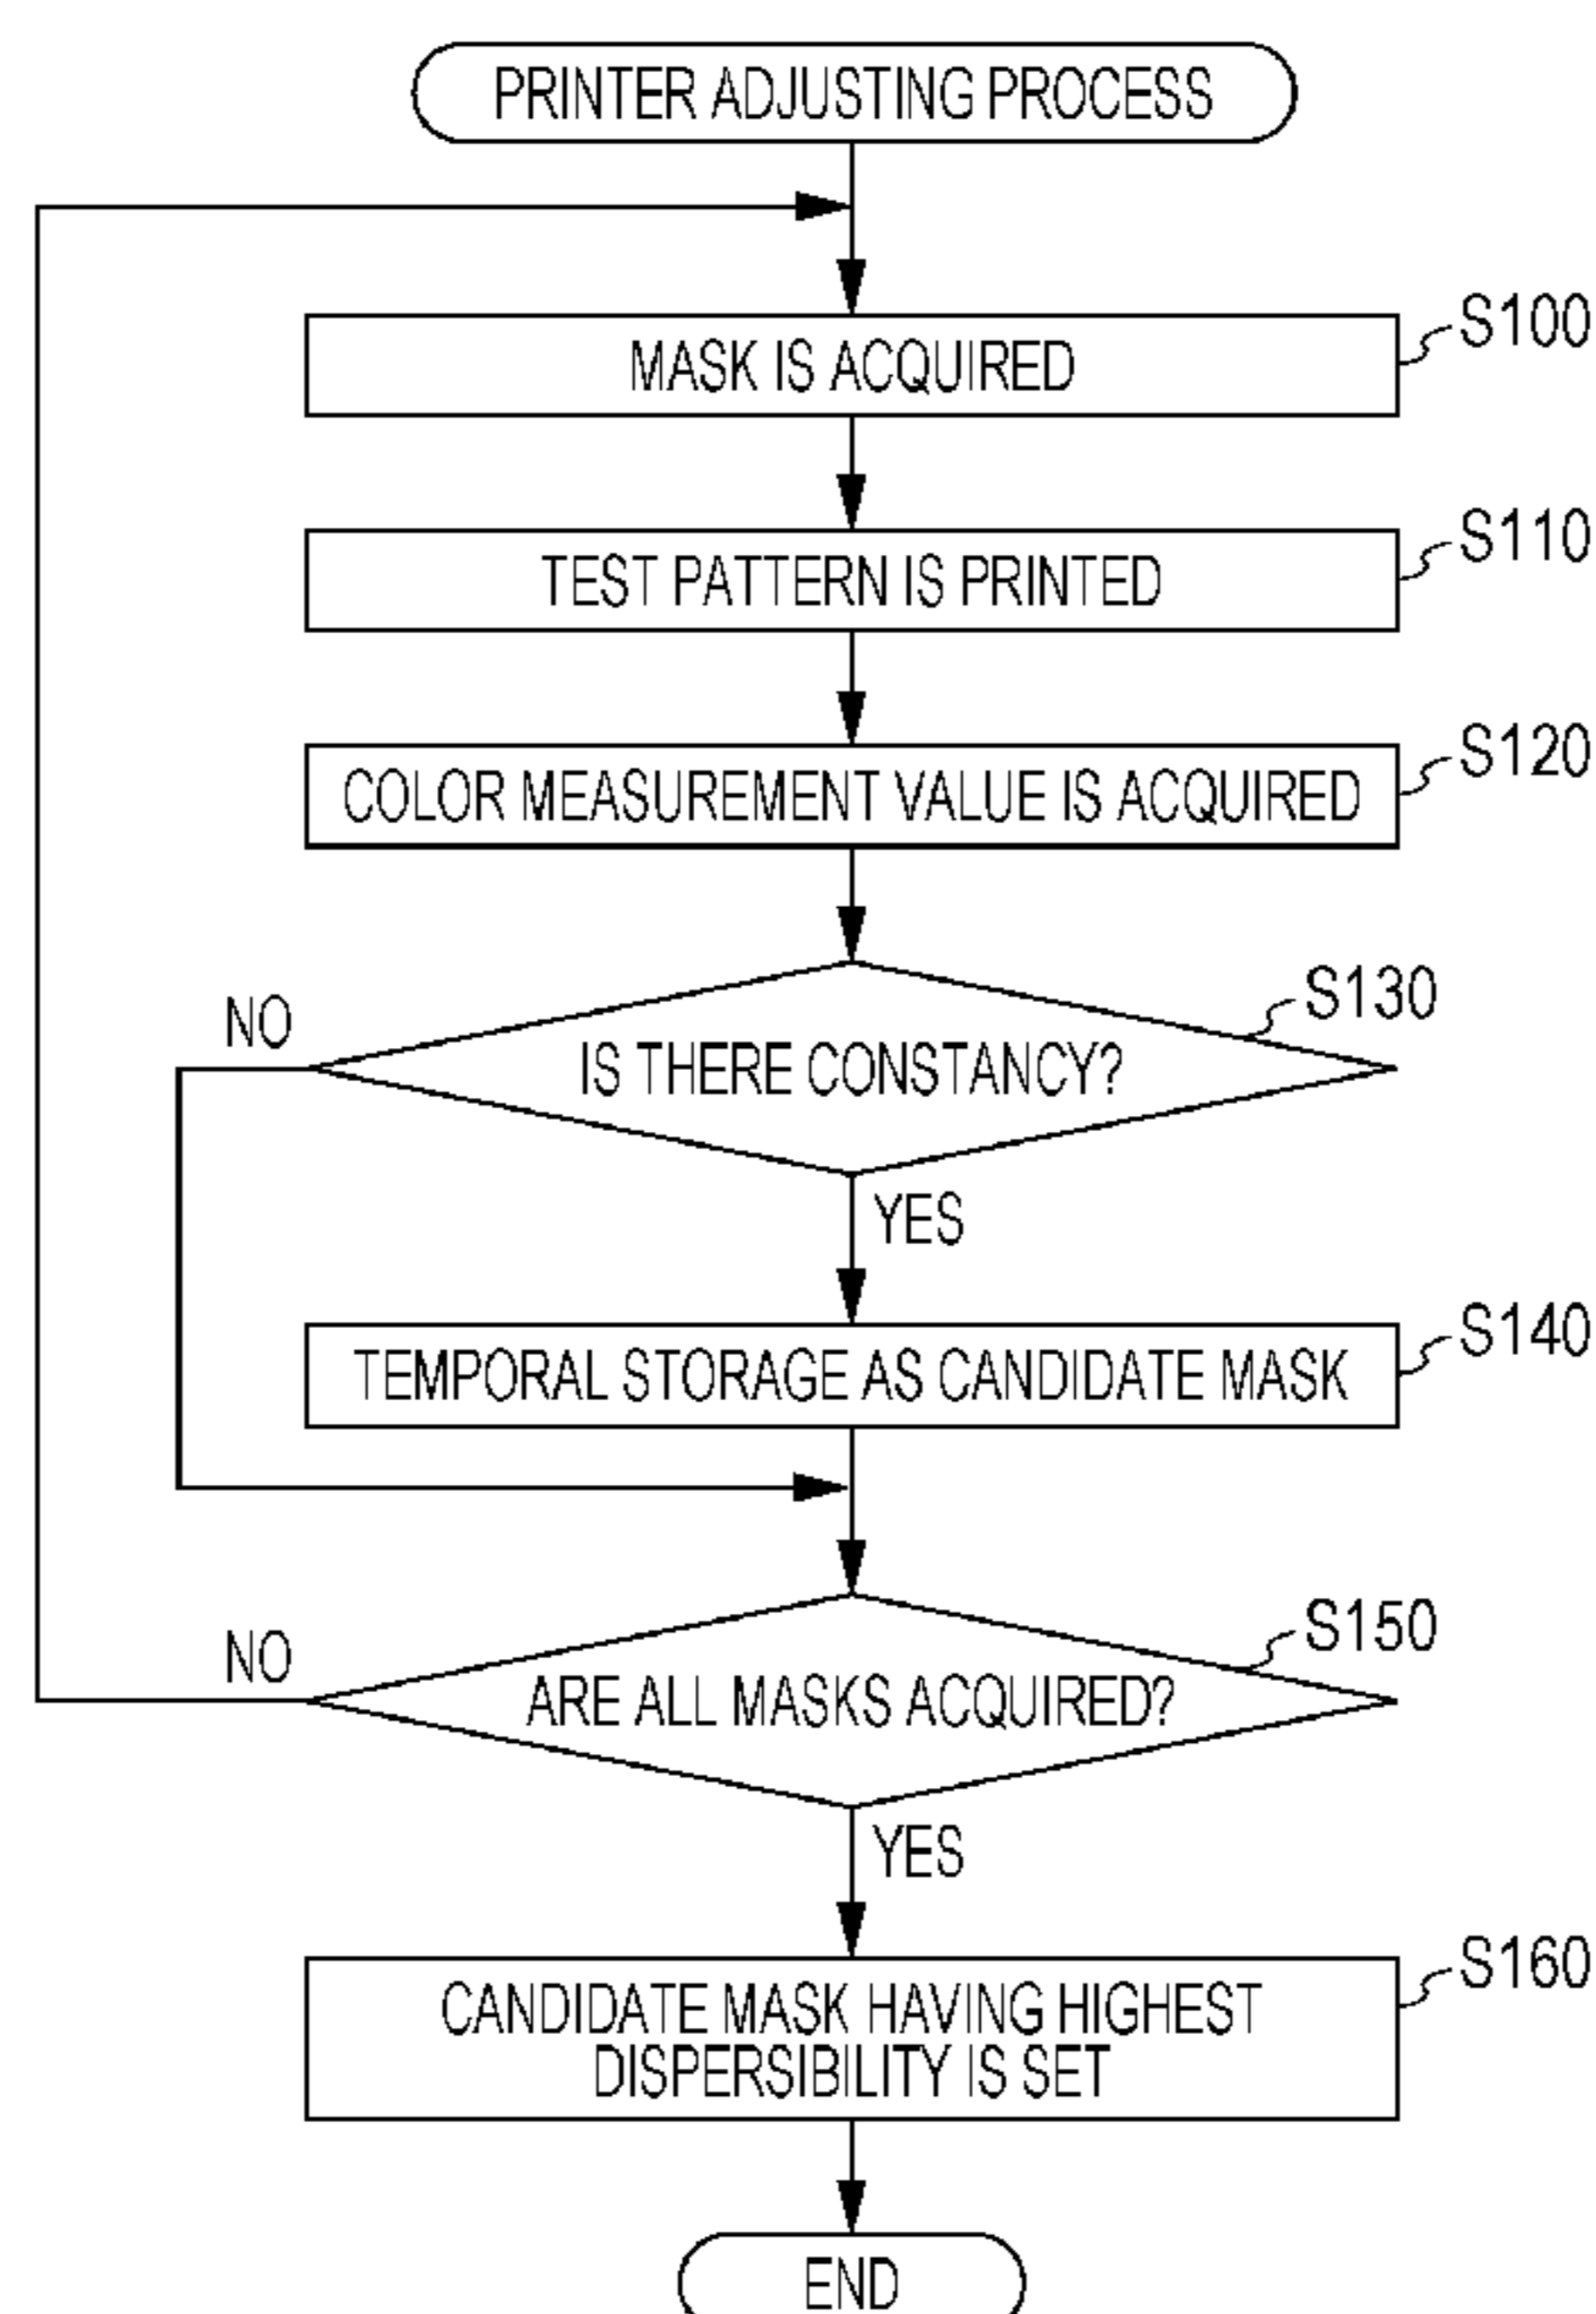 PRINTER ADJUSTING PROCESS
MASK IS ACQUIRED
S100
TEST PATTERN IS PRINTED
S110
COLOR MEASUREMENT VALUE IS ACQUIRED
S120
IS THERE CONSTANCY?
S130
NO
YES
TEMPORAL STORAGE AS CANDIDATE MASK
S140
ARE ALL MASKS ACQUIRED?
S150
NO
YES
CANDIDATE MASK HAVING HIGHEST
DISPERSIBILITY IS SET
S160
END